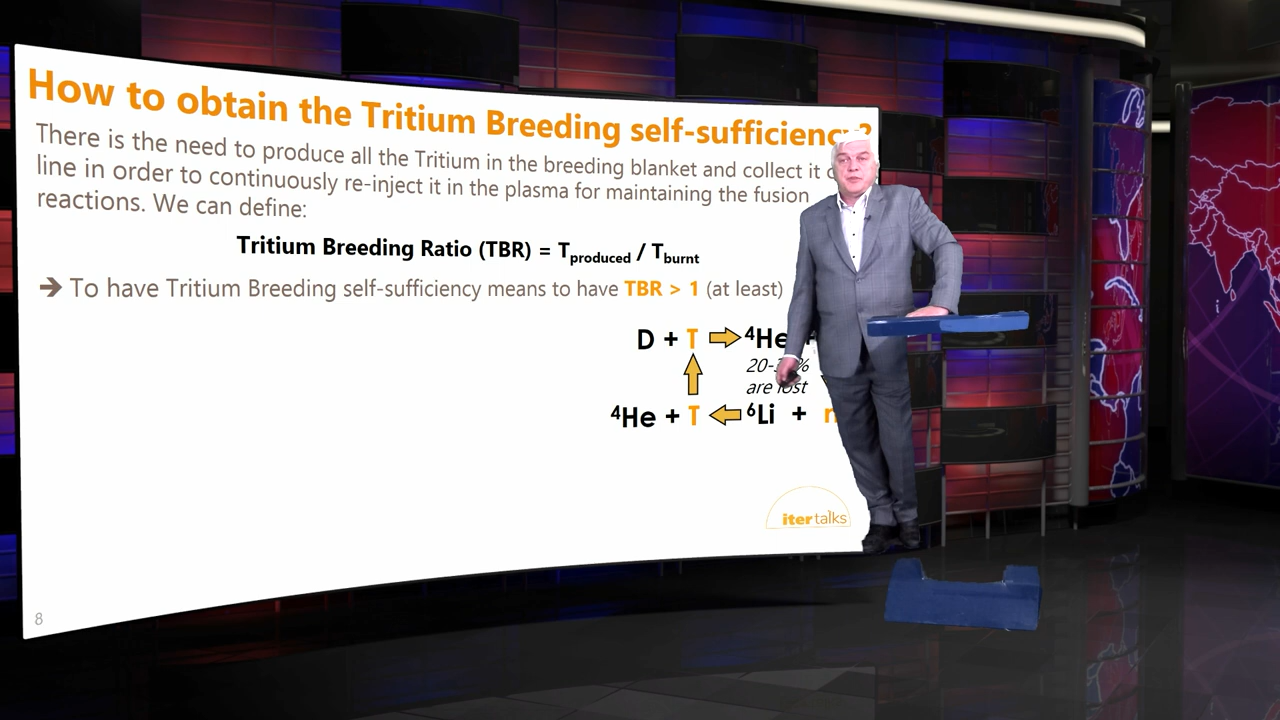 How to obtain the Tritium Breeding self-sufficiency?
There is the need to produce all the Tritium in the breeding blanket and collect it
line in order to continuously re-inject it in the plasma for maintaining the fusion
reactions. We can define:
Tritium Breeding Ratio (TBR) = Tproduced / Tburnt
➔ To have Tritium Breeding self-sufficiency means to have TBR > 1 (at least)
D + T ⇨ ⁴He +
are lost
⁴He + T ⇦ ⁶Li + n
itertalks
8